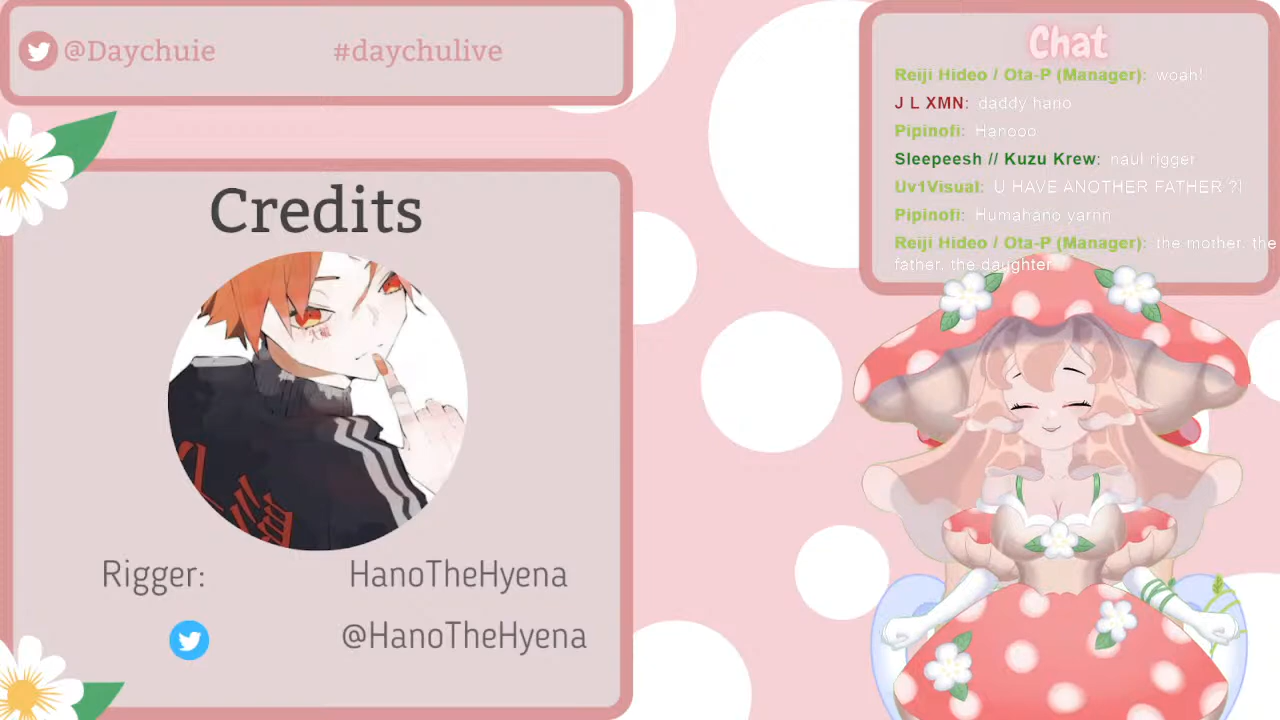 @Daychuie
#daychulive
Chat
Reiji Hideo / Ota-P (Manager): woah!
J L XMN: daddy hano
Pipinofi: Hanooo
Sleepeesh // Kuzu Krew: naul rigger
Uv1Visual: U HAVE ANOTHER FATHER ?!
Pipinofi: Humahano yarnn
Reiji Hideo / Ota-P (Manager): the mother. the
father. the daughter
Credits
Rigger: HanoTheHyena
@HanoTheHyena